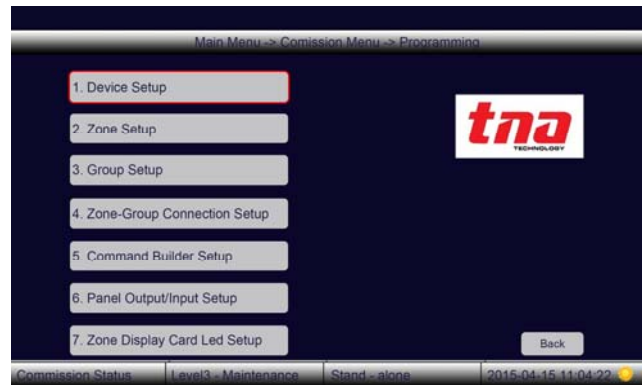 Main Menu -> Comission Menu -> Programming
1. Device Setup
tna
TECHNOLOGY
2. Zone Setup
3. Group Setup
4. Zone-Group Connection Setup
5. Command Builder Setup
6. Panel Output/Input Setup
7. Zone Display Card Led Setup
Back
Commission Status Level3 - Maintenance Stand - alone 2015-04-15 11:04:22